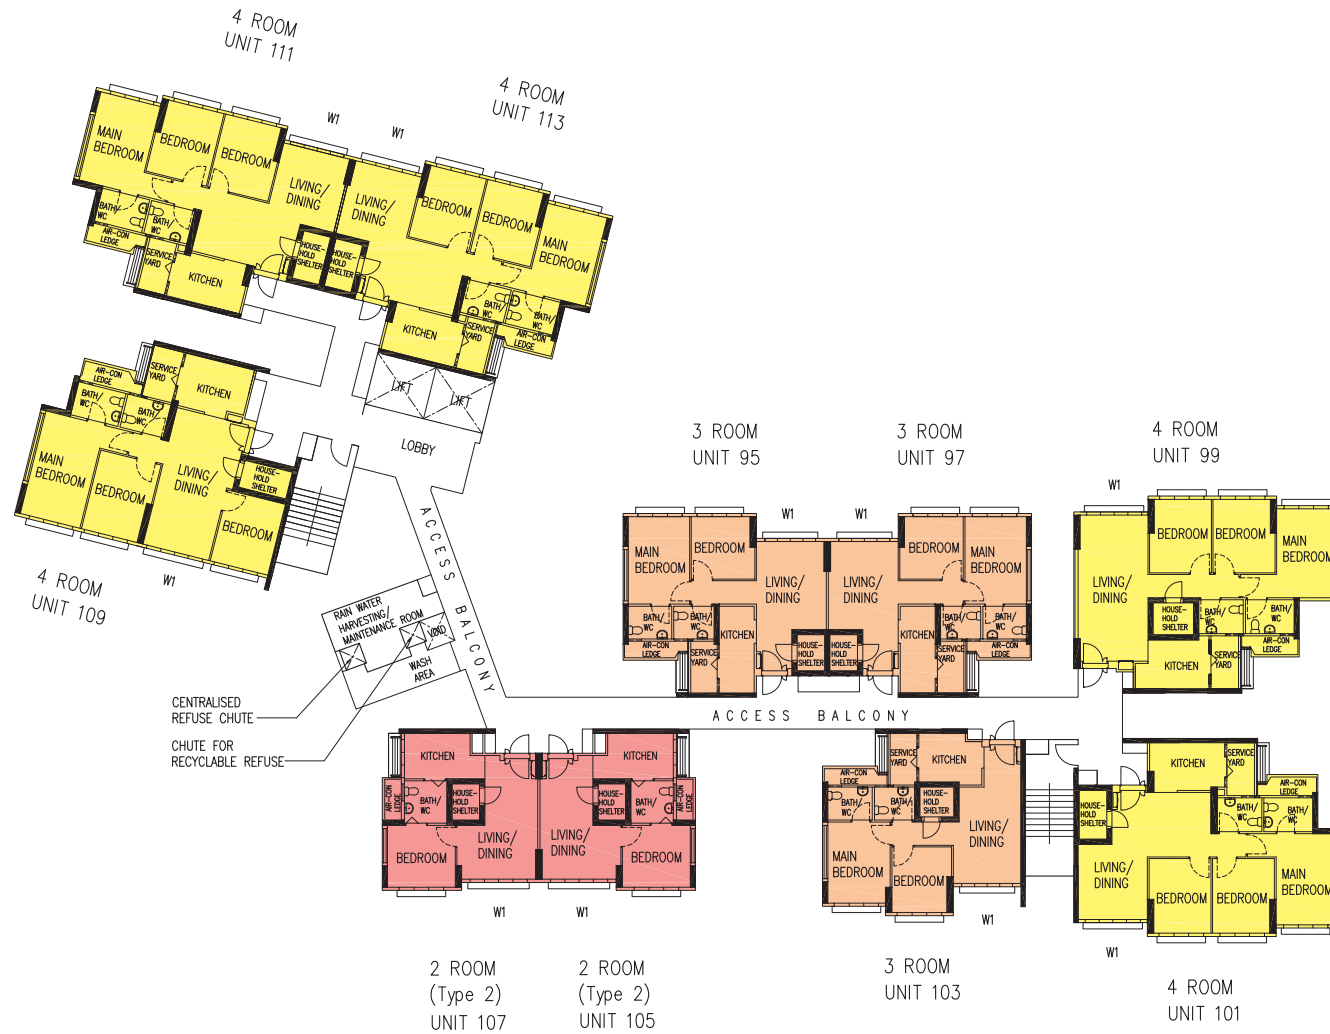 4 ROOM
UNIT 111
4 ROOM
UNIT 113
W1
W1
MAIN
BEDROOM
BEDROOM
BEDROOM
LIVING/
DINING
LIVING/
DINING
BEDROOM
BEDROOM
MAIN
BEDROOM
BATH/
WC
BATH/
WC
AIR-CON
LEDGE
SERVICE
YARD
KITCHEN
HOUSE-
HOLD
SHELTER
HOUSE-
HOLD
SHELTER
KITCHEN
BATH/
WC
BATH/
WC
SERVICE
YARD
AIR-CON
LEDGE
LIFT
LIFT
LOBBY
AIR-CON
LEDGE
SERVICE
YARD
KITCHEN
BATH/
WC
BATH/
WC
MAIN
BEDROOM
BEDROOM
LIVING/
DINING
HOUSE-
HOLD
SHELTER
BEDROOM
W1
4 ROOM
UNIT 109
ACCESS BALCONY
RAIN WATER
HARVESTING/
MAINTENANCE ROOM
VOID
WASH
AREA
CENTRALISED
REFUSE CHUTE
CHUTE FOR
RECYCLABLE REFUSE
3 ROOM
UNIT 95
3 ROOM
UNIT 97
4 ROOM
UNIT 99
W1
W1
W1
MAIN
BEDROOM
BEDROOM
LIVING/
DINING
LIVING/
DINING
BEDROOM
MAIN
BEDROOM
BATH/
WC
BATH/
WC
KITCHEN
AIR-CON
LEDGE
SERVICE
YARD
HOUSE-
HOLD
SHELTER
HOUSE-
HOLD
SHELTER
KITCHEN
BATH/
WC
BATH/
WC
SERVICE
YARD
AIR-CON
LEDGE
BEDROOM
BEDROOM
MAIN
BEDROOM
LIVING/
DINING
HOUSE-
HOLD
SHELTER
BATH/
WC
BATH/
WC
KITCHEN
SERVICE
YARD
AIR-CON
LEDGE
ACCESS BALCONY
KITCHEN
AIR-CON
LEDGE
BATH/
WC
HOUSE-
HOLD
SHELTER
LIVING/
DINING
BEDROOM
KITCHEN
HOUSE-
HOLD
SHELTER
BATH/
WC
AIR-CON
LEDGE
LIVING/
DINING
BEDROOM
W1
W1
2 ROOM
(Type 2)
UNIT 107
2 ROOM
(Type 2)
UNIT 105
SERVICE
YARD
KITCHEN
AIR-CON
LEDGE
BATH/
WC
BATH/
WC
HOUSE-
HOLD
SHELTER
LIVING/
DINING
MAIN
BEDROOM
BEDROOM
W1
3 ROOM
UNIT 103
KITCHEN
SERVICE
YARD
AIR-CON
LEDGE
HOUSE-
HOLD
SHELTER
BATH/
WC
BATH/
WC
LIVING/
DINING
BEDROOM
BEDROOM
MAIN
BEDROOM
W1
4 ROOM
UNIT 101